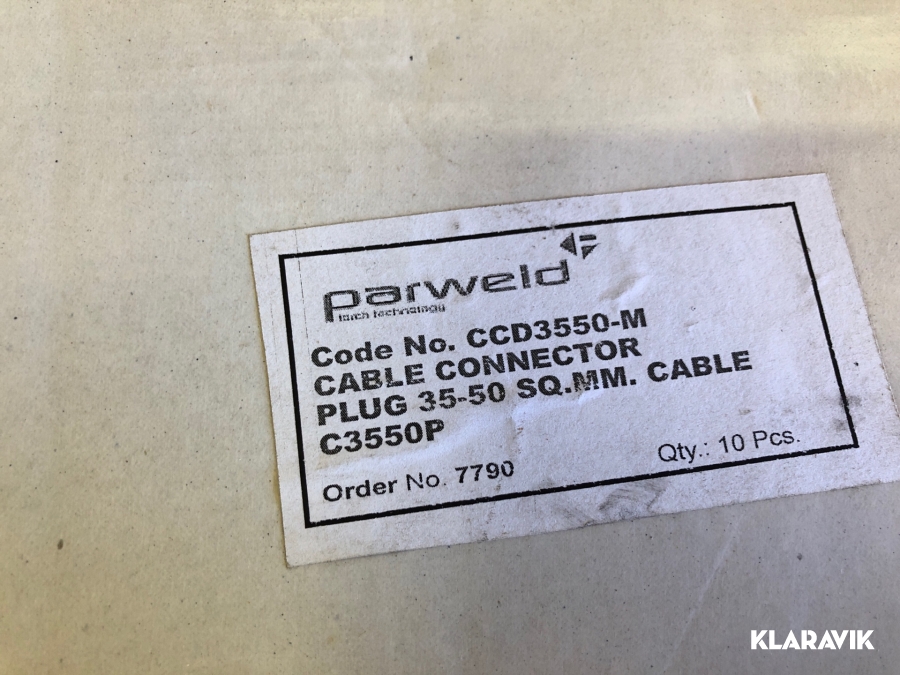 parweld
torch technology
Code No. CCD3550-M
CABLE CONNECTOR
PLUG 35-50 SQ.MM. CABLE
C3550P
Order No. 7790
Qty.: 10 Pcs.
KLARAVIK